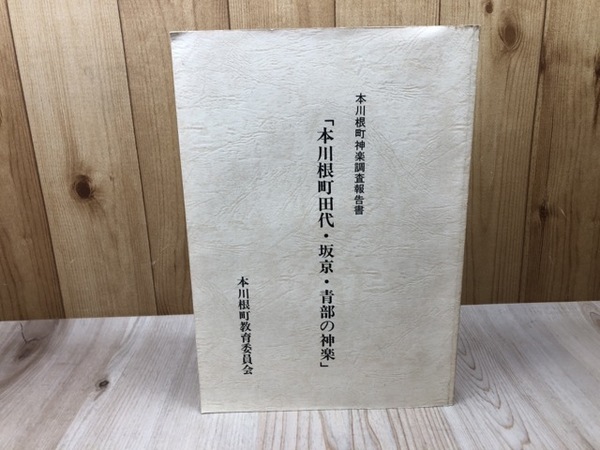 本川根町神楽調査報告書
「本川根町田代・坂京・青部の神楽」
本川根町教育委員会